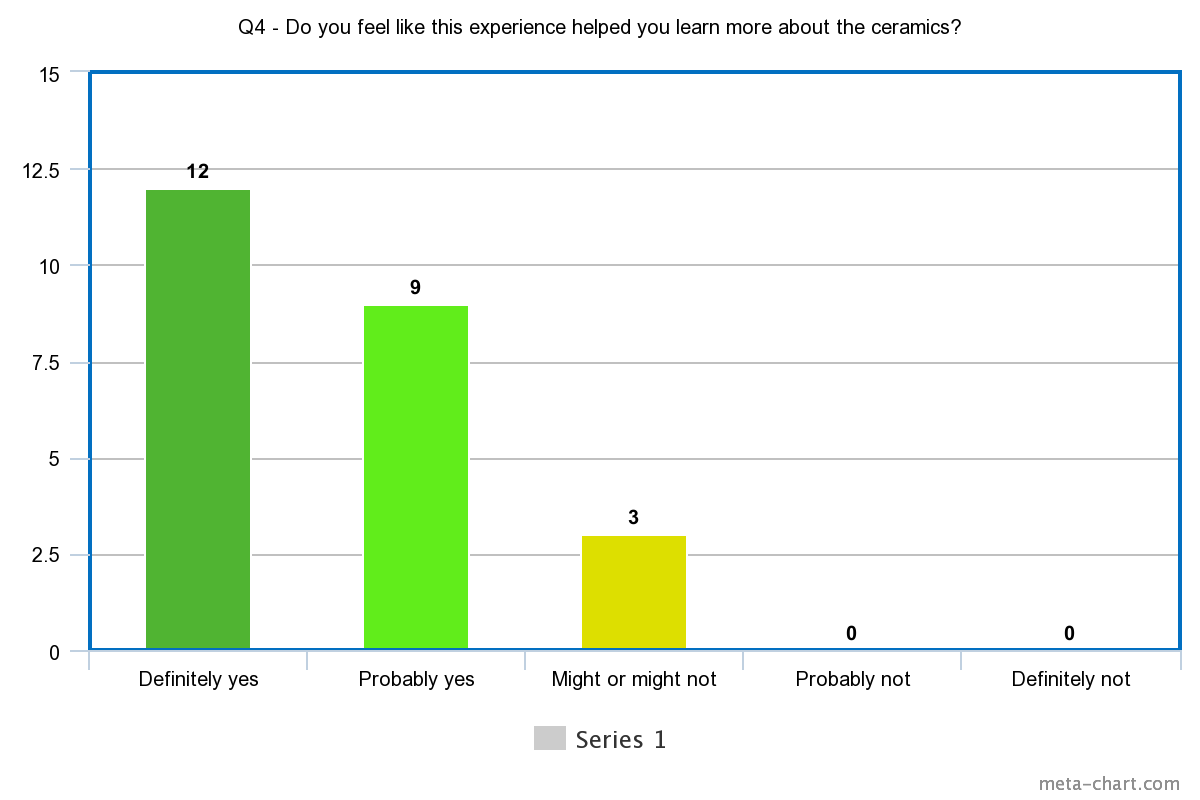 Q4 - Do you feel like this experience helped you learn more about the ceramics?
15
12.5
10
7.5
5
2.5
0
12
9
3
0
0
Definitely yes
Probably yes
Might or might not
Probably not
Definitely not
Series 1
meta-chart.com